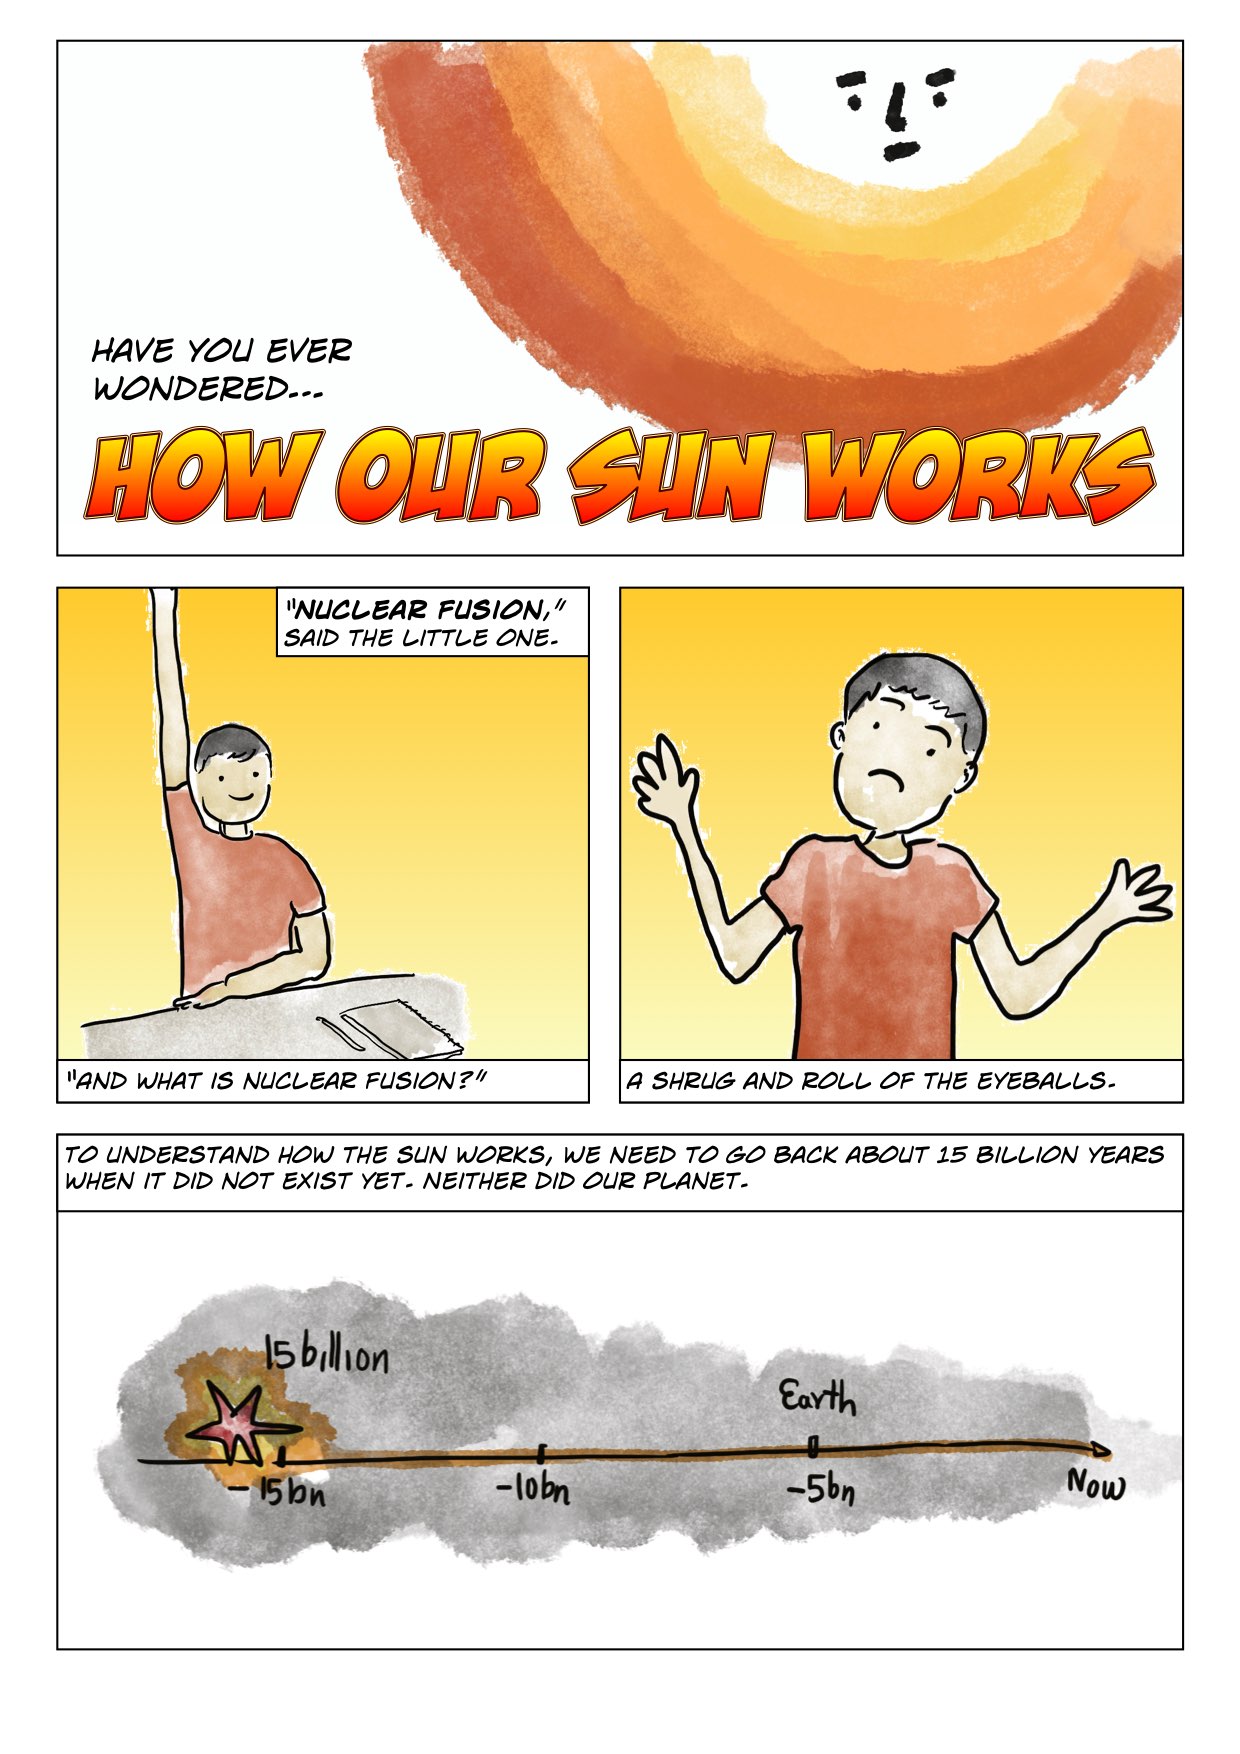 HAVE YOU EVER
WONDERED...
HOW OUR SUN WORKS
"NUCLEAR FUSION,"
SAID THE LITTLE ONE.
"AND WHAT IS NUCLEAR FUSION?"
A SHRUG AND ROLL OF THE EYEBALLS.
TO UNDERSTAND HOW THE SUN WORKS, WE NEED TO GO BACK ABOUT 15 BILLION YEARS
WHEN IT DID NOT EXIST YET. NEITHER DID OUR PLANET.
15 billion
Earth
-15bn
-10bn
-5bn
Now